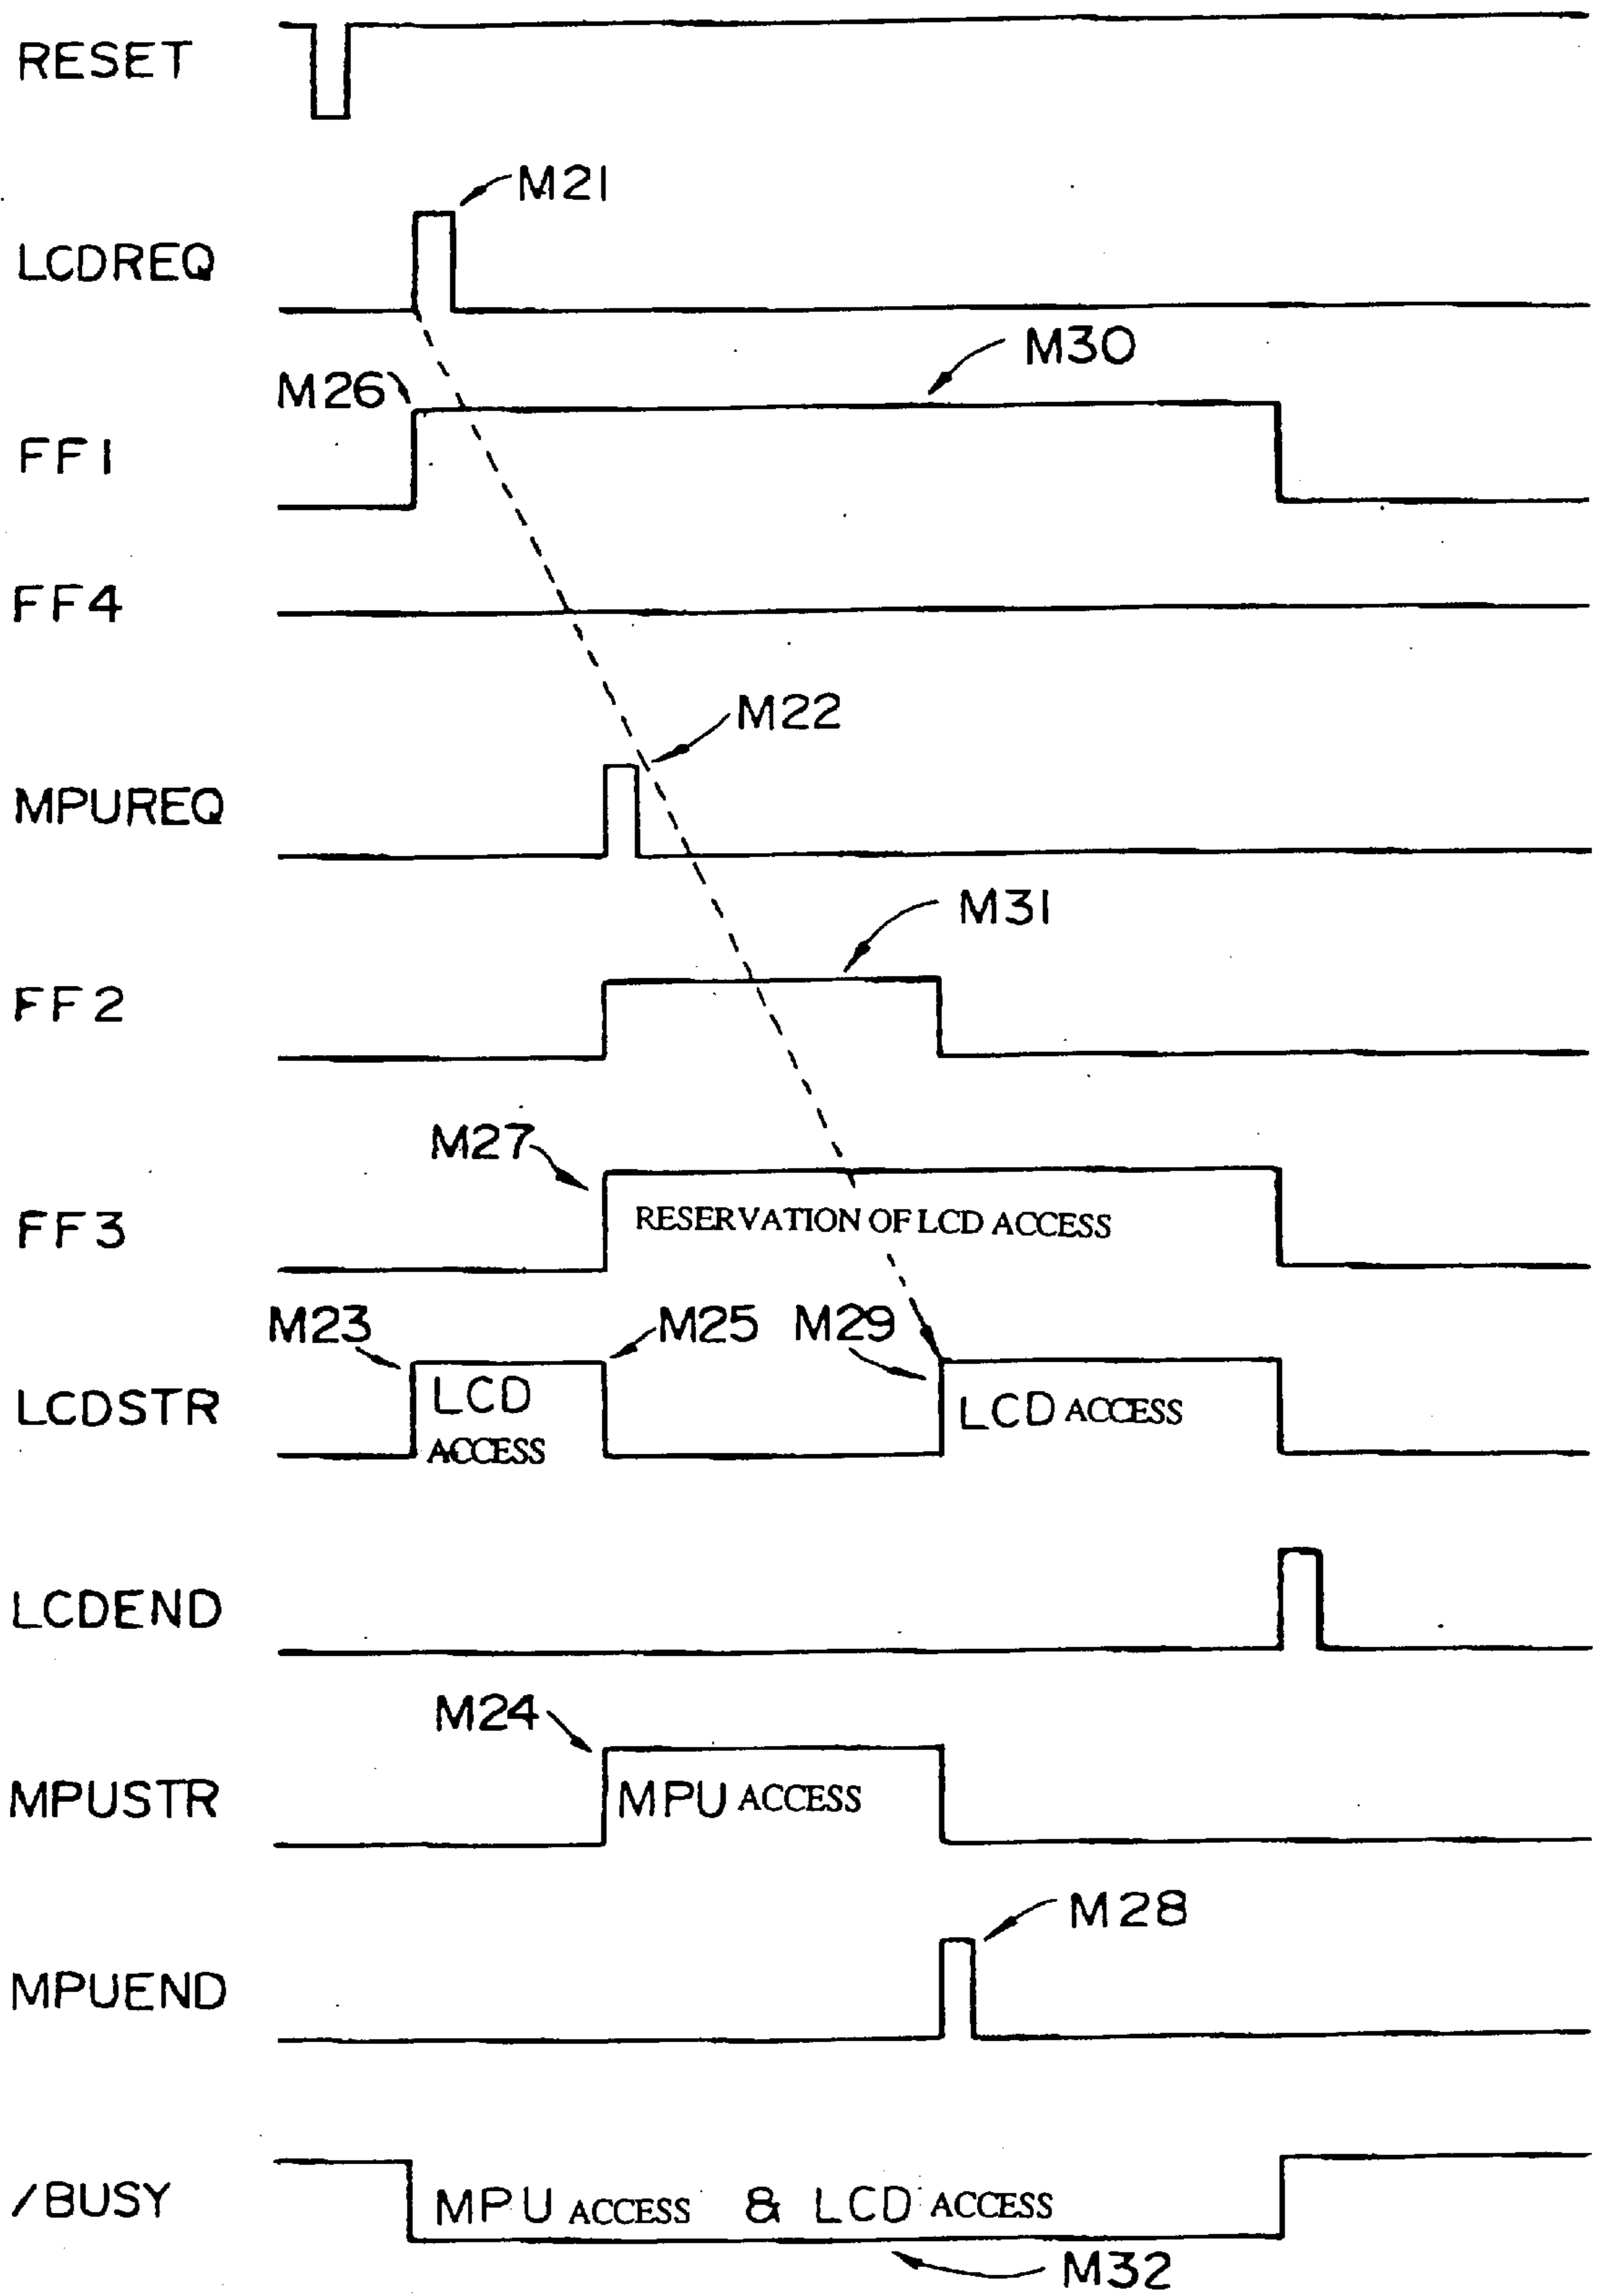 RESET
M21
LCDREQ
M30
M26
FF1
FF4
M22
MPUREQ
M31
FF2
M27
RESERVATION OF LCD ACCESS
FF3
M23
M25
M29
LCDSTR
LCD
ACCESS
LCD ACCESS
LCDEND
M24
MPUSTR
MPU ACCESS
M28
MPUEND
/BUSY
MPU ACCESS & LCD ACCESS
M32